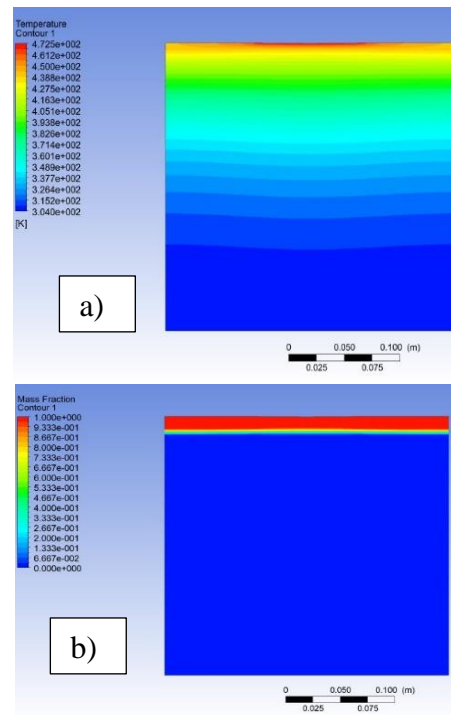 Temperature
Contour 1
4.725e+002
4.612e+002
4.500e+002
4.388e+002
4.275e+002
4.163e+002
4.051e+002
3.938e+002
3.826e+002
3.714e+002
3.601e+002
3.489e+002
3.377e+002
3.264e+002
3.152e+002
3.040e+002
[K]
a)
0 0.050 0.100 (m)
0.025 0.075
Mass Fraction
Contour 1
1.000e+000
9.333e-001
8.667e-001
8.000e-001
7.333e-001
6.667e-001
6.000e-001
5.333e-001
4.667e-001
4.000e-001
3.333e-001
2.667e-001
2.000e-001
1.333e-001
6.667e-002
0.000e+000
b)
0 0.050 0.100 (m)
0.025 0.075